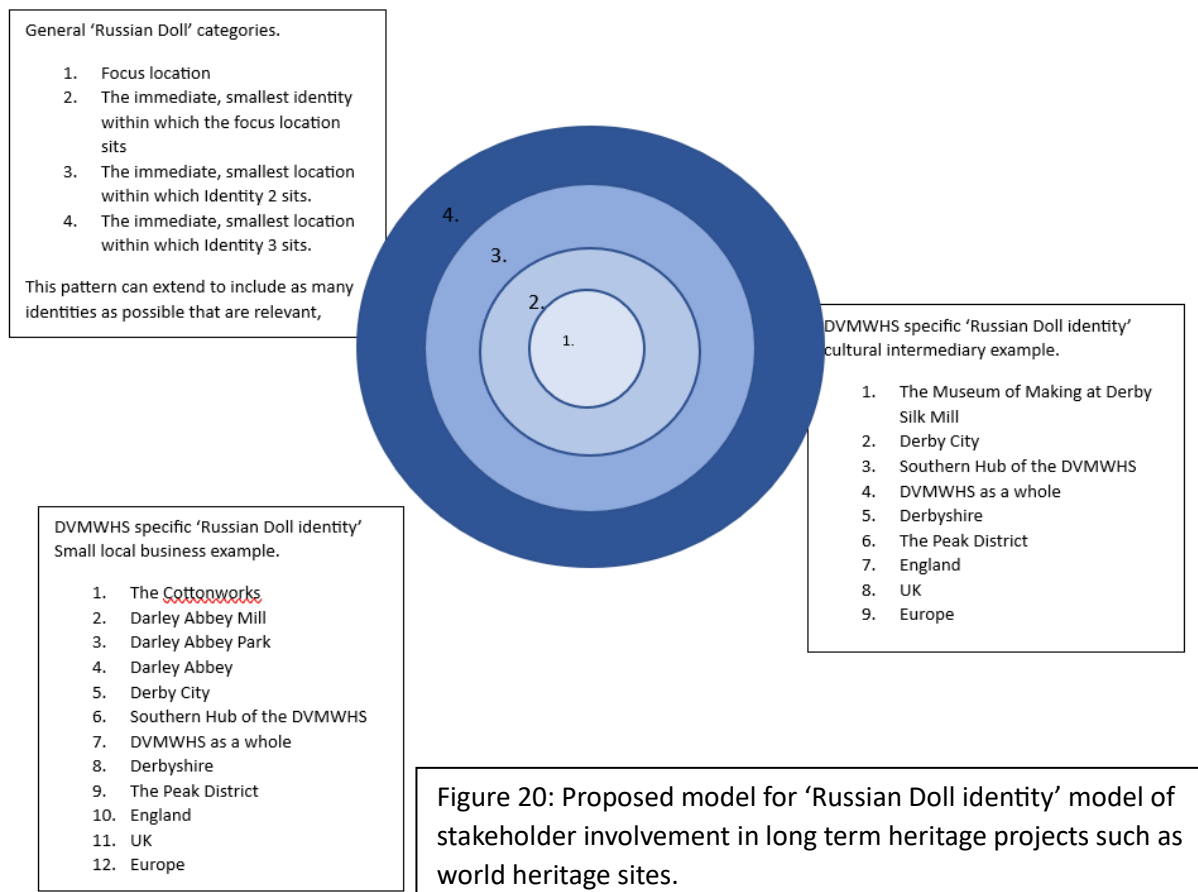 General ‘Russian Doll’ categories.
1. Focus location
2. The immediate, smallest identity
within which the focus location
sits
3. The immediate, smallest location
within which Identity 2 sits.
4. The immediate, smallest location
within which Identity 3 sits.
This pattern can extend to include as many
identities as possible that are relevant,
4.
3.
2.
1.
DVMWHS specific ‘Russian Doll identity’
cultural intermediary example.
1. The Museum of Making at Derby
Silk Mill
2. Derby City
3. Southern Hub of the DVMWHS
4. DVMWHS as a whole
5. Derbyshire
6. The Peak District
7. England
8. UK
9. Europe
DVMWHS specific ‘Russian Doll identity’
Small local business example.
1. The Cottonworks
2. Darley Abbey Mill
3. Darley Abbey Park
4. Darley Abbey
5. Derby City
6. Southern Hub of the DVMWHS
7. DVMWHS as a whole
8. Derbyshire
9. The Peak District
10. England
11. UK
12. Europe
Figure 20: Proposed model for ‘Russian Doll identity’ model of
stakeholder involvement in long term heritage projects such as
world heritage sites.